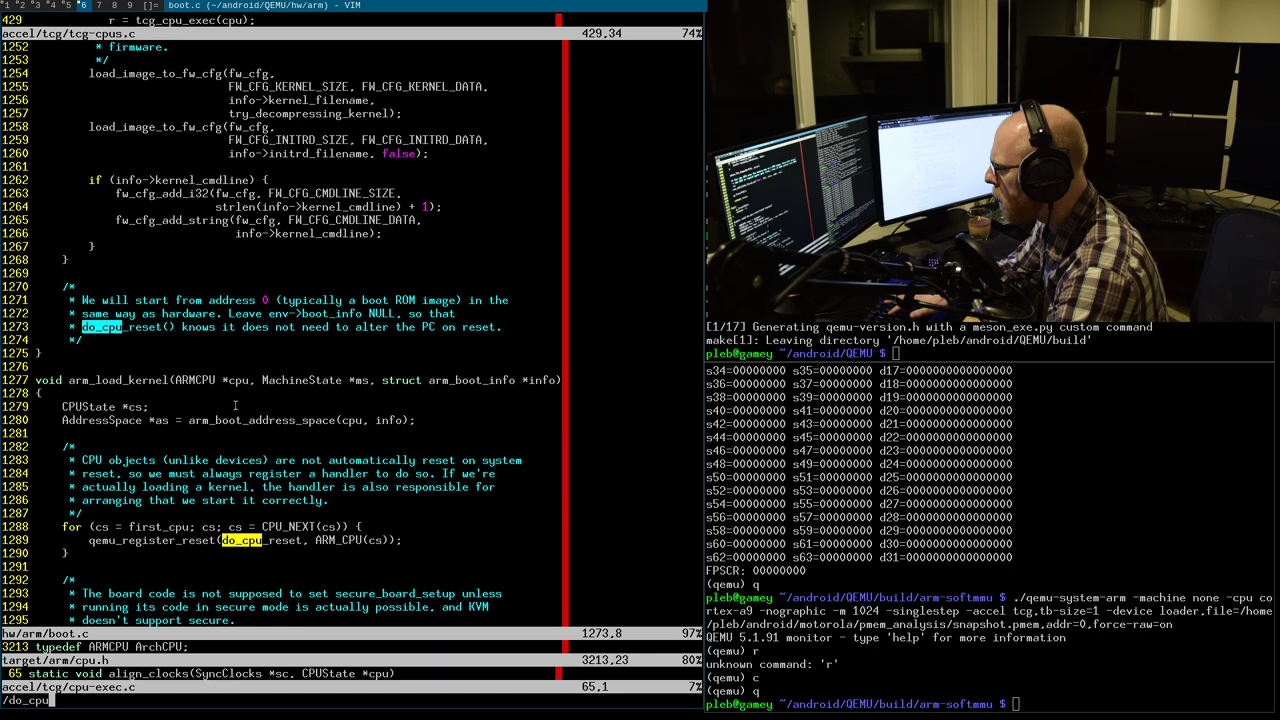 1 2 3 4 5 6 7 8 9 []= boot.c (~/android/QEMU/hw/arm) - VIM
429 r = tcg_cpu_exec(cpu);
accel/tcg/tcg-cpus.c 429,34 74%
1252 * firmware.
1253 */
1254 load_image_to_fw_cfg(fw_cfg,
1255 FW_CFG_KERNEL_SIZE, FW_CFG_KERNEL_DATA,
1256 info->kernel_filename,
1257 try_decompressing_kernel);
1258 load_image_to_fw_cfg(fw_cfg,
1259 FW_CFG_INITRD_SIZE, FW_CFG_INITRD_DATA,
1260 info->initrd_filename, false);
1261
1262 if (info->kernel_cmdline) {
1263 fw_cfg_add_i32(fw_cfg, FW_CFG_CMDLINE_SIZE,
1264 strlen(info->kernel_cmdline) + 1);
1265 fw_cfg_add_string(fw_cfg, FW_CFG_CMDLINE_DATA,
1266 info->kernel_cmdline);
1267 }
1268 }
1269
1270 /*
1271 * We will start from address 0 (typically a boot ROM image) in the
1272 * same way as hardware. Leave env->boot_info NULL, so that
1273 * do_cpu_reset() knows it does not need to alter the PC on reset.
1274 */
1275 }
1276
1277 void arm_load_kernel(ARMCPU *cpu, MachineState *ms, struct arm_boot_info *info)
1278 {
1279 CPUState *cs;
1280 AddressSpace *as = arm_boot_address_space(cpu, info);
1281
1282 /*
1283 * CPU objects (unlike devices) are not automatically reset on system
1284 * reset, so we must always register a handler to do so. If we're
1285 * actually loading a kernel, the handler is also responsible for
1286 * arranging that we start it correctly.
1287 */
1288 for (cs = first_cpu; cs; cs = CPU_NEXT(cs)) {
1289 qemu_register_reset(do_cpu_reset, ARM_CPU(cs));
1290 }
1291
1292 /*
1293 * The board code is not supposed to set secure_board_setup unless
1294 * running its code in secure mode is actually possible, and KVM
1295 * doesn't support secure.
hw/arm/boot.c 1273,8 97%
3213 typedef ARMCPU ArchCPU;
target/arm/cpu.h 3213,23 80%
65 static void align_clocks(SyncClocks *sc, CPUState *cpu)
accel/tcg/cpu-exec.c 65,1 7%
/do_cpu
[1/17] Generating qemu-version.h with a meson_exe.py custom command
make[1]: Leaving directory '/home/pleb/android/QEMU/build'
pleb@gamey ~/android/QEMU $
s34=00000000 s35=00000000 d17=0000000000000000
s36=00000000 s37=00000000 d18=0000000000000000
s38=00000000 s39=00000000 d19=0000000000000000
s40=00000000 s41=00000000 d20=0000000000000000
s42=00000000 s43=00000000 d21=0000000000000000
s44=00000000 s45=00000000 d22=0000000000000000
s46=00000000 s47=00000000 d23=0000000000000000
s48=00000000 s49=00000000 d24=0000000000000000
s50=00000000 s51=00000000 d25=0000000000000000
s52=00000000 s53=00000000 d26=0000000000000000
s54=00000000 s55=00000000 d27=0000000000000000
s56=00000000 s57=00000000 d28=0000000000000000
s58=00000000 s59=00000000 d29=0000000000000000
s60=00000000 s61=00000000 d30=0000000000000000
s62=00000000 s63=00000000 d31=0000000000000000
FPSCR: 00000000
(qemu) q
pleb@gamey ~/android/QEMU/build/arm-softmmu $ ./qemu-system-arm -machine none -cpu co
rtex-a9 -nographic -m 1024 -singlestep -accel tcg,tb-size=1 -device loader,file=/home
/pleb/android/motorola/pmem_analysis/snapshot.pmem,addr=0,force-raw=on
QEMU 5.1.91 monitor - type 'help' for more information
(qemu) r
unknown command: 'r'
(qemu) c
(qemu) q
pleb@gamey ~/android/QEMU/build/arm-softmmu $